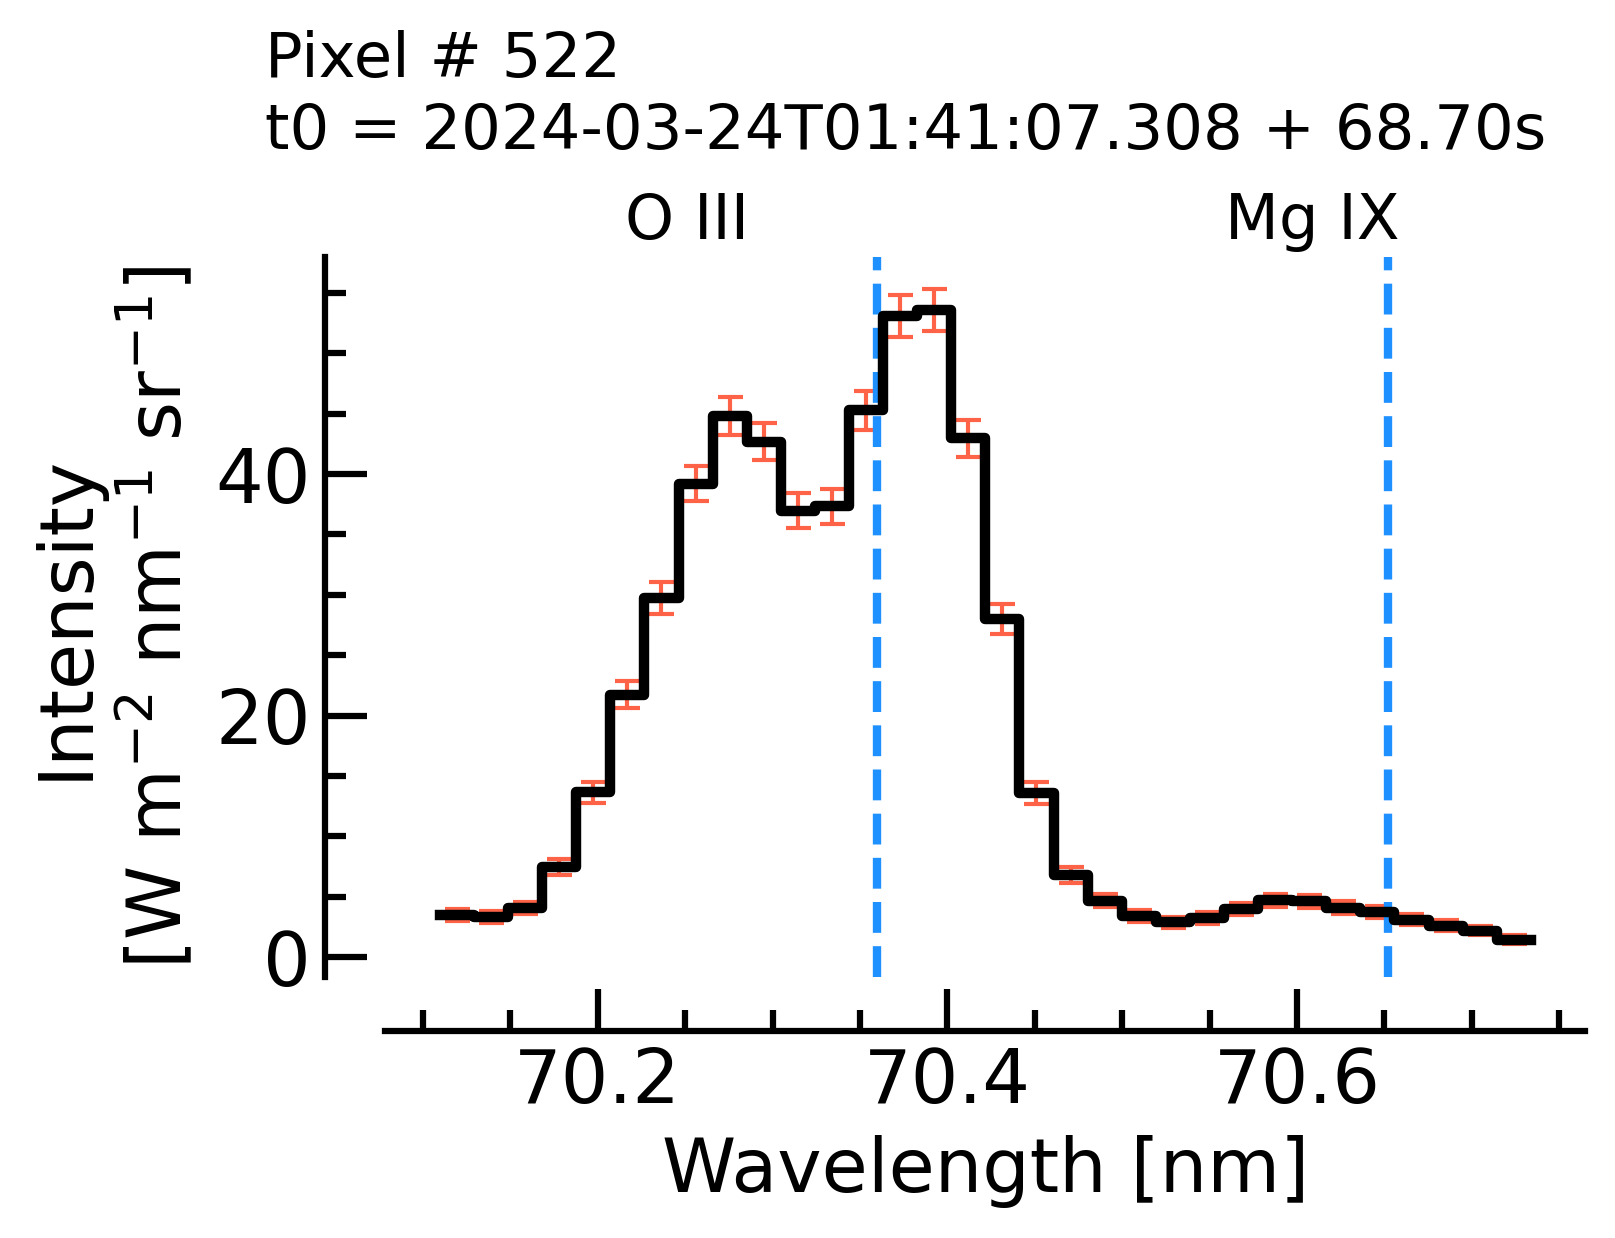 Pixel # 522
t0 = 2024-03-24T01:41:07.308 + 68.70s
O III Mg IX
Intensity
[W m⁻² nm⁻¹ sr⁻¹]
40
20
0
70.2 70.4 70.6
Wavelength [nm]